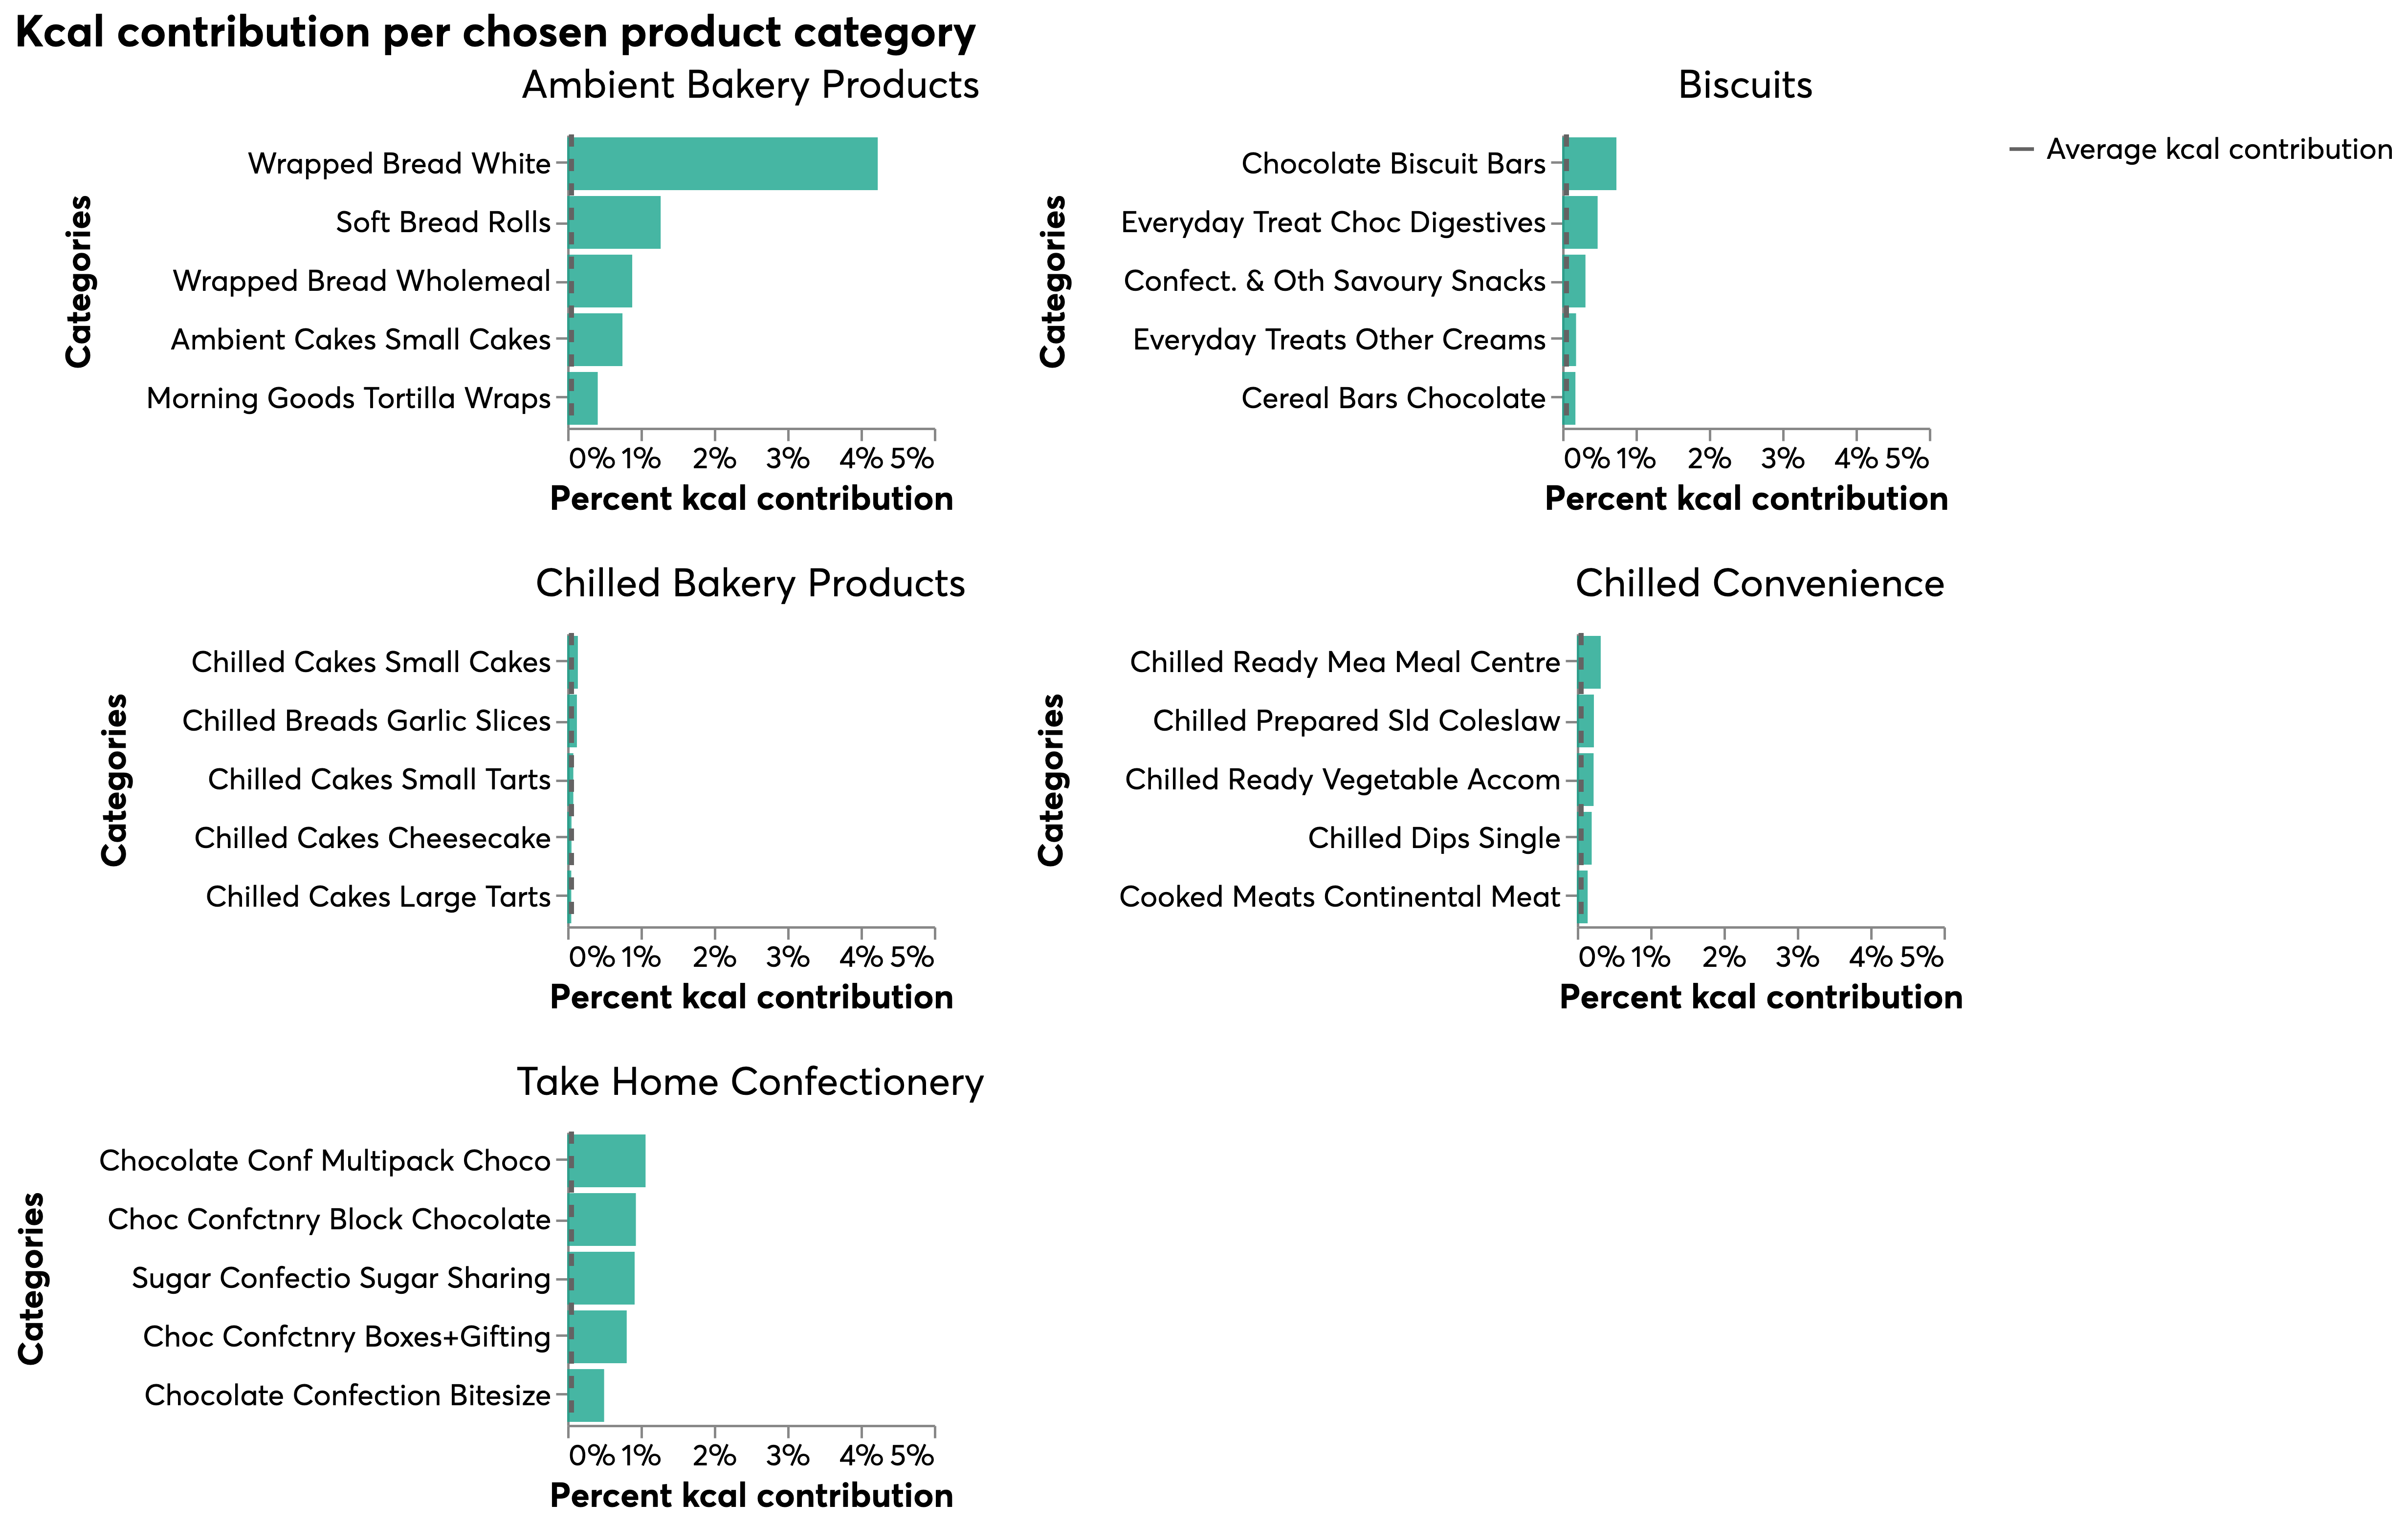 Kcal contribution per chosen product category
Ambient Bakery Products
Categories
Wrapped Bread White
Soft Bread Rolls
Wrapped Bread Wholemeal
Ambient Cakes Small Cakes
Morning Goods Tortilla Wraps
0% 1% 2% 3% 4% 5%
Percent kcal contribution
Biscuits
Categories
Chocolate Biscuit Bars
Everyday Treat Choc Digestives
Confect. & Oth Savoury Snacks
Everyday Treats Other Creams
Cereal Bars Chocolate
0% 1% 2% 3% 4% 5%
Percent kcal contribution
Average kcal contribution
Chilled Bakery Products
Categories
Chilled Cakes Small Cakes
Chilled Breads Garlic Slices
Chilled Cakes Small Tarts
Chilled Cakes Cheesecake
Chilled Cakes Large Tarts
0% 1% 2% 3% 4% 5%
Percent kcal contribution
Chilled Convenience
Categories
Chilled Ready Mea Meal Centre
Chilled Prepared Sld Coleslaw
Chilled Ready Vegetable Accom
Chilled Dips Single
Cooked Meats Continental Meat
0% 1% 2% 3% 4% 5%
Percent kcal contribution
Take Home Confectionery
Categories
Chocolate Conf Multipack Choco
Choc Confctnry Block Chocolate
Sugar Confectio Sugar Sharing
Choc Confctnry Boxes+Gifting
Chocolate Confection Bitesize
0% 1% 2% 3% 4% 5%
Percent kcal contribution